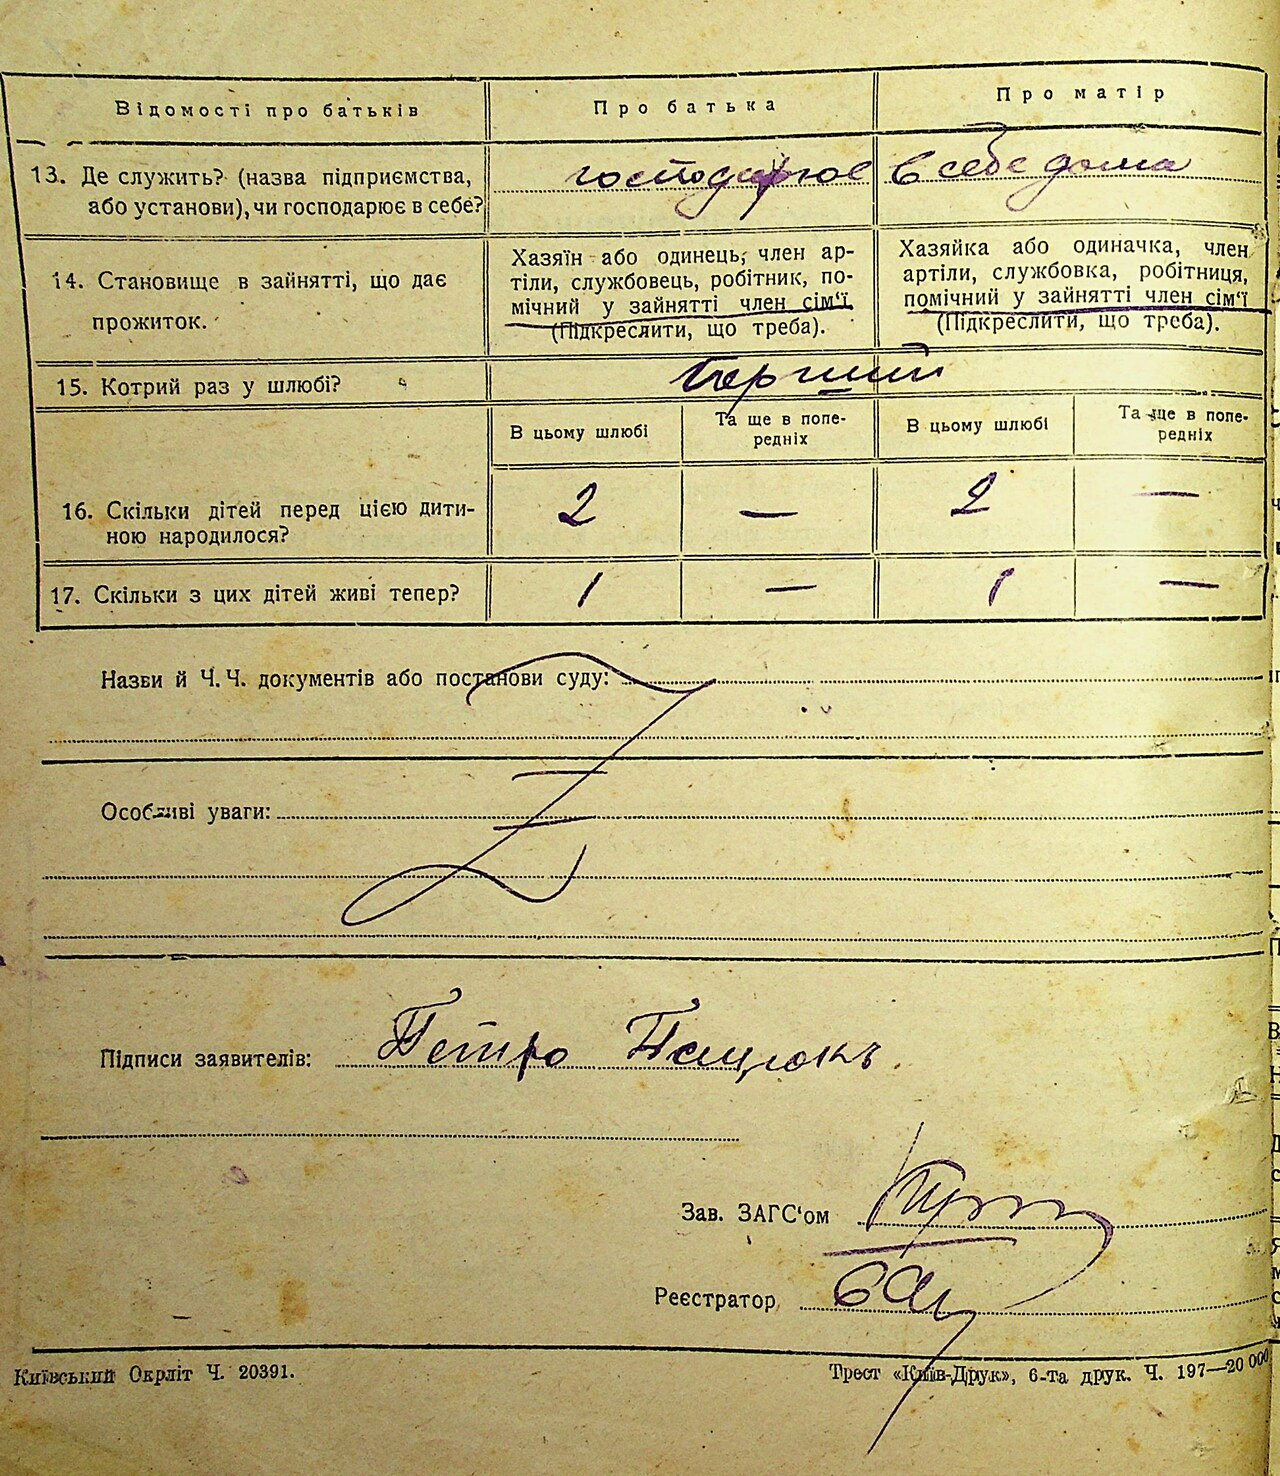 Відомості про батьків
Про батька
Про матір
13. Де служить? (назва підприємства, або установи), чи господарює в себе?
господарює в себе дома
14. Становище в зайнятті, що дає прожиток.
Хазяїн або одинець, член ар-
тіли, службовець, робітник, по-
мічний у зайнятті член сім'ї
(Підкреслити, що треба).
Хазяйка або одиначка, член
артіли, службовка, робітниця,
помічний у зайнятті член сім'ї
(Підкреслити, що треба).
15. Котрий раз у шлюбі?
Перший
В цьому шлюбі
Та ще в попе-
редніх
В цьому шлюбі
Та ще в попе-
редніх
16. Скільки дітей перед цією дити-
ною народилося?
2 — 2 —
17. Скільки з цих дітей живі тепер?
1 — 1 —
Назви й Ч.Ч. документів або постанови суду:
Особливі уваги:
Підписи заявителів: Петро
Зав. ЗАГС'ом
Реєстратор
Київський Окрліт Ч. 20391.
Трест «Київ-Друк», 6-та друк. Ч. 197—20 000